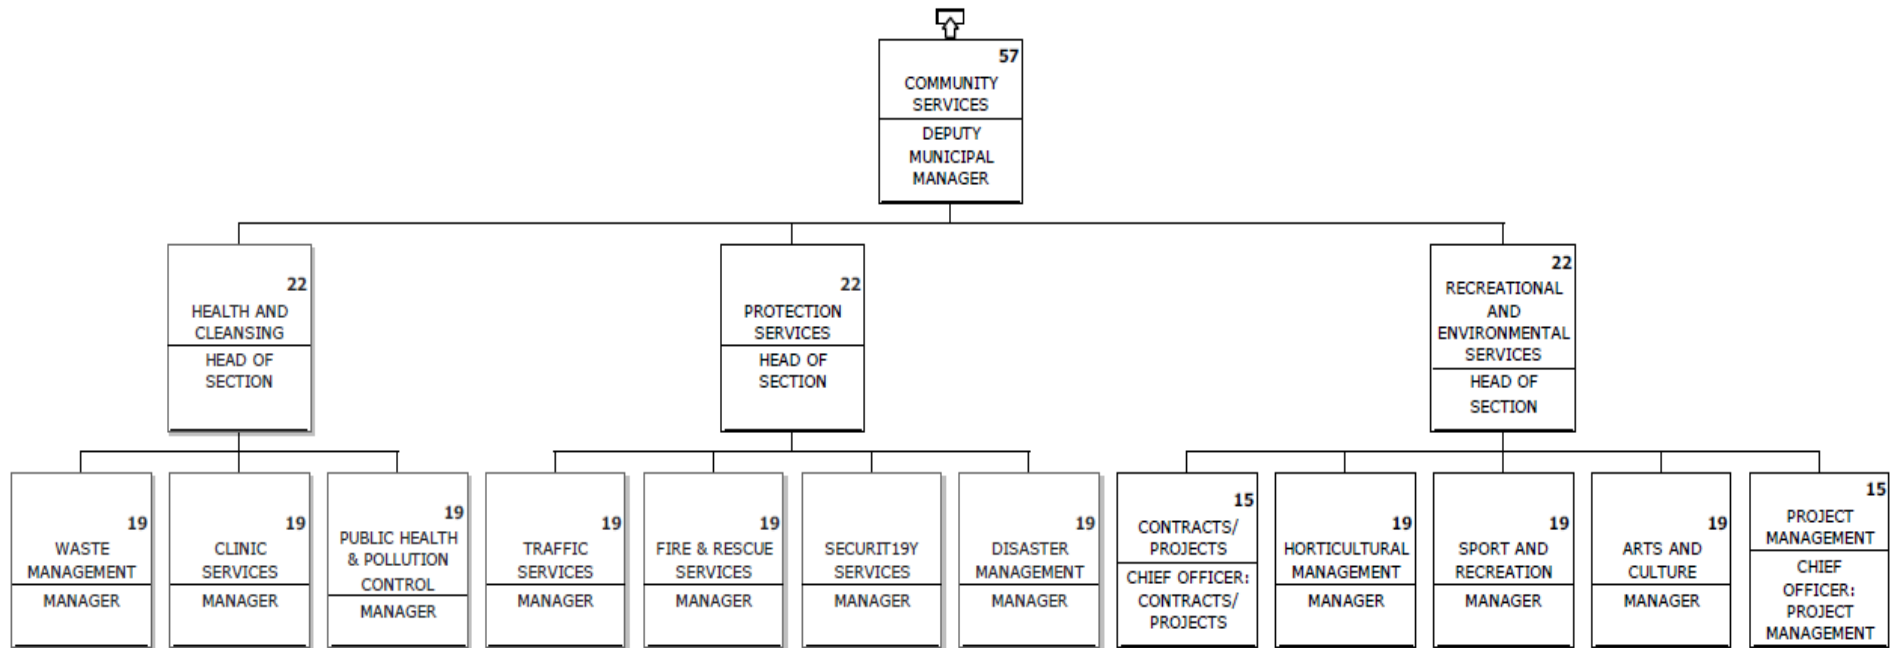 57
COMMUNITY
SERVICES
DEPUTY
MUNICIPAL
MANAGER
22
HEALTH AND
CLEANSING
HEAD OF
SECTION
22
PROTECTION
SERVICES
HEAD OF
SECTION
22
RECREATIONAL
AND
ENVIRONMENTAL
SERVICES
HEAD OF
SECTION
19
WASTE
MANAGEMENT
MANAGER
19
CLINIC
SERVICES
MANAGER
19
PUBLIC HEALTH
& POLLUTION
CONTROL
MANAGER
19
TRAFFIC
SERVICES
MANAGER
19
FIRE & RESCUE
SERVICES
MANAGER
SECURIT19Y
SERVICES
MANAGER
19
DISASTER
MANAGEMENT
MANAGER
15
CONTRACTS/
PROJECTS
CHIEF OFFICER:
CONTRACTS/
PROJECTS
19
HORTICULTURAL
MANAGEMENT
MANAGER
19
SPORT AND
RECREATION
MANAGER
19
ARTS AND
CULTURE
MANAGER
15
PROJECT
MANAGEMENT
CHIEF
OFFICER:
PROJECT
MANAGEMENT